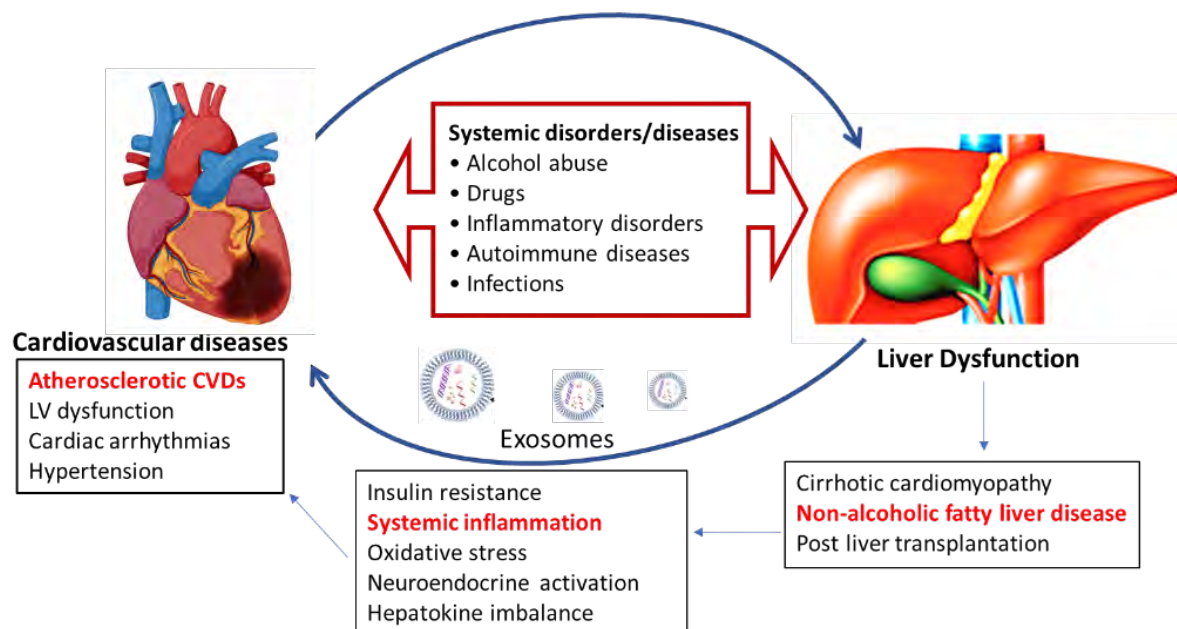 Systemic disorders/diseases
• Alcohol abuse
• Drugs
• Inflammatory disorders
• Autoimmune diseases
• Infections
Cardiovascular diseases
Atherosclerotic CVDs
LV dysfunction
Cardiac arrhythmias
Hypertension
Liver Dysfunction
Exosomes
Insulin resistance
Systemic inflammation
Oxidative stress
Neuroendocrine activation
Hepatokine imbalance
Cirrhotic cardiomyopathy
Non-alcoholic fatty liver disease
Post liver transplantation